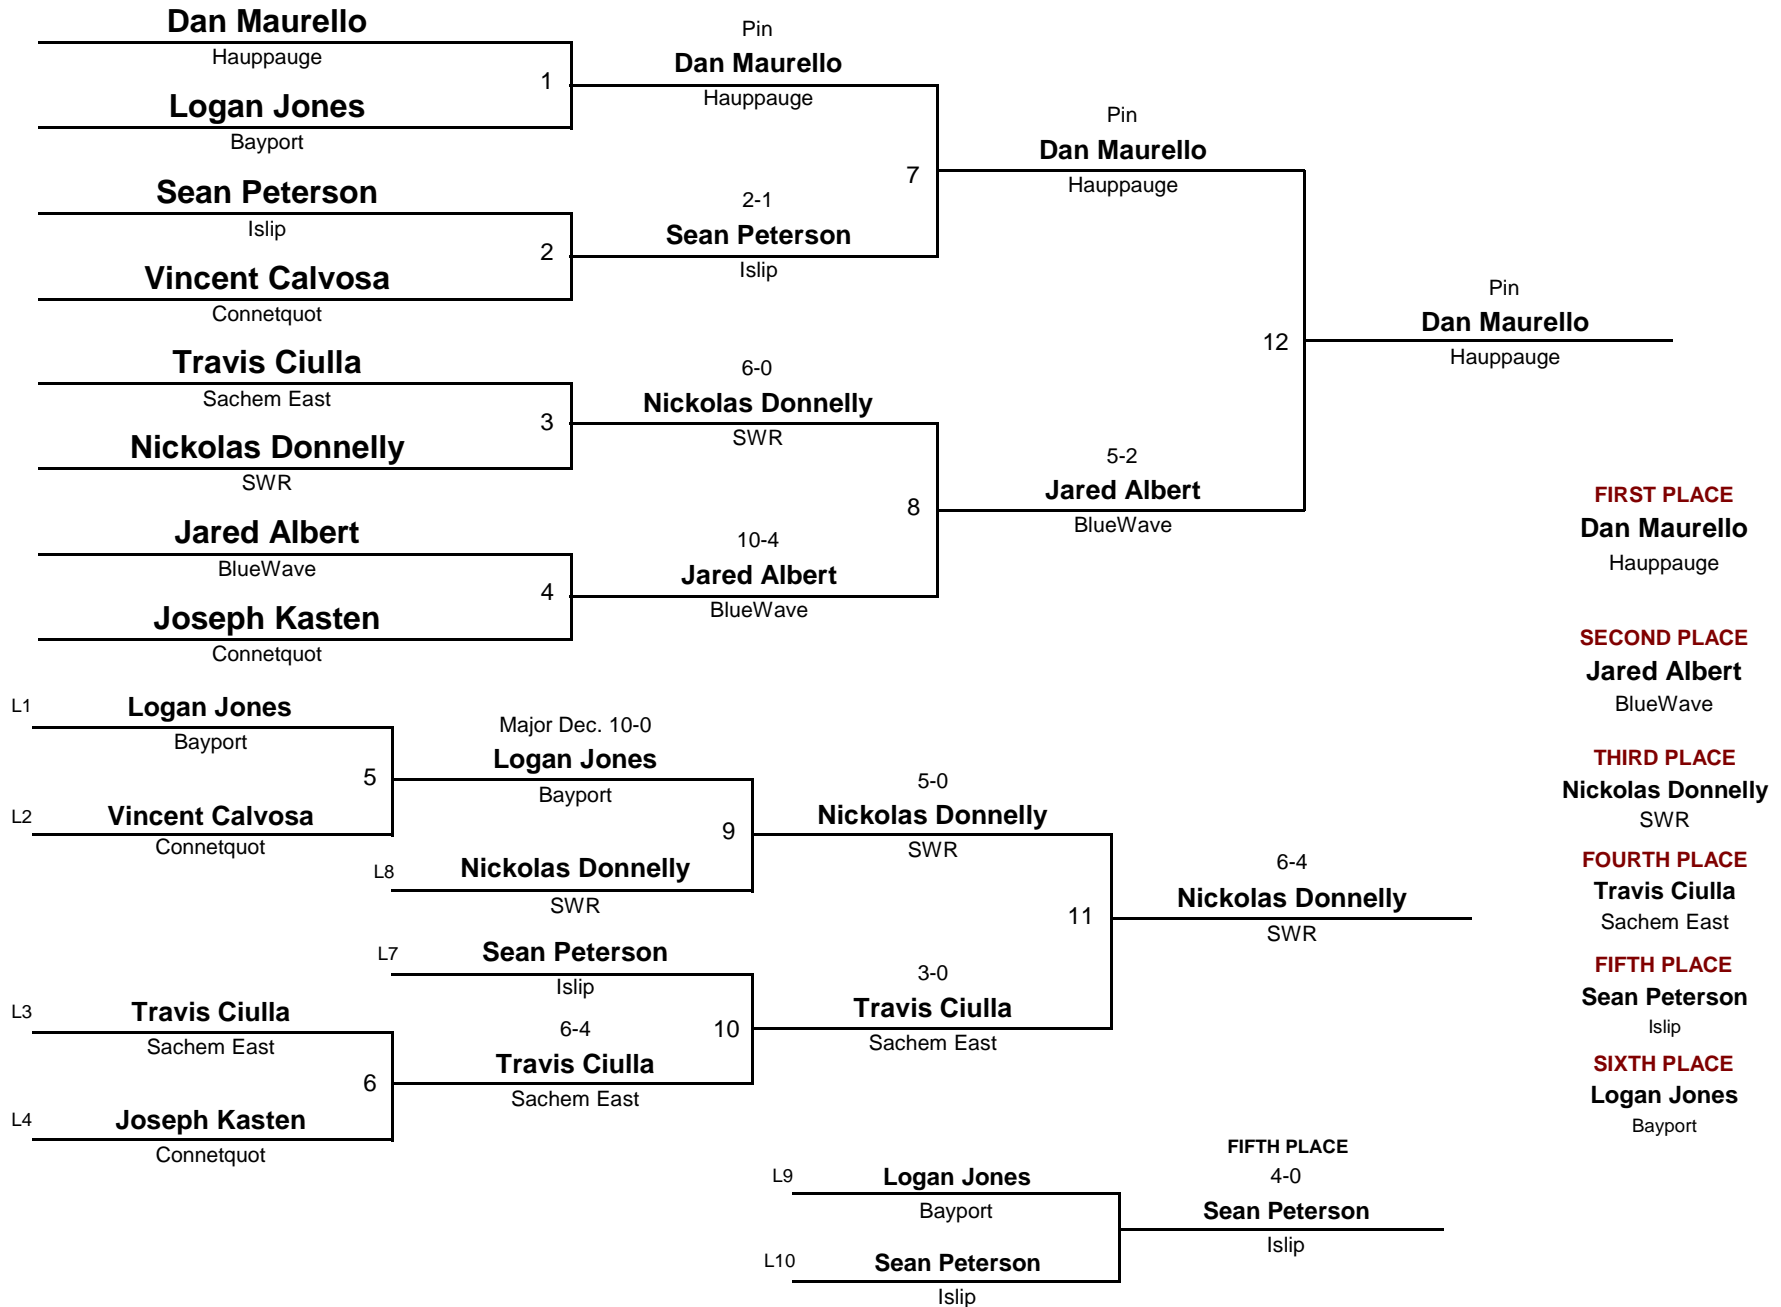 Dan Maurello
Hauppauge
1
Logan Jones
Bayport
Sean Peterson
Islip
2
Vincent Calvosa
Connetquot
Travis Ciulla
Sachem East
3
Nickolas Donnelly
SWR
Jared Albert
BlueWave
4
Joseph Kasten
Connetquot
Pin
Dan Maurello
Hauppauge
7
2-1
Sean Peterson
Islip
6-0
Nickolas Donnelly
SWR
8
10-4
Jared Albert
BlueWave
Pin
Dan Maurello
Hauppauge
12
5-2
Jared Albert
BlueWave
Pin
Dan Maurello
Hauppauge
L1
Logan Jones
Bayport
5
L2
Vincent Calvosa
Connetquot
L3
Travis Ciulla
Sachem East
6
L4
Joseph Kasten
Connetquot
Major Dec. 10-0
Logan Jones
Bayport
9
L8
Nickolas Donnelly
SWR
L7
Sean Peterson
Islip
10
6-4
Travis Ciulla
Sachem East
5-0
Nickolas Donnelly
SWR
11
3-0
Travis Ciulla
Sachem East
6-4
Nickolas Donnelly
SWR
L9
Logan Jones
Bayport
L10
Sean Peterson
Islip
FIFTH PLACE
4-0
Sean Peterson
Islip
FIRST PLACE
Dan Maurello
Hauppauge
SECOND PLACE
Jared Albert
BlueWave
THIRD PLACE
Nickolas Donnelly
SWR
FOURTH PLACE
Travis Ciulla
Sachem East
FIFTH PLACE
Sean Peterson
Islip
SIXTH PLACE
Logan Jones
Bayport